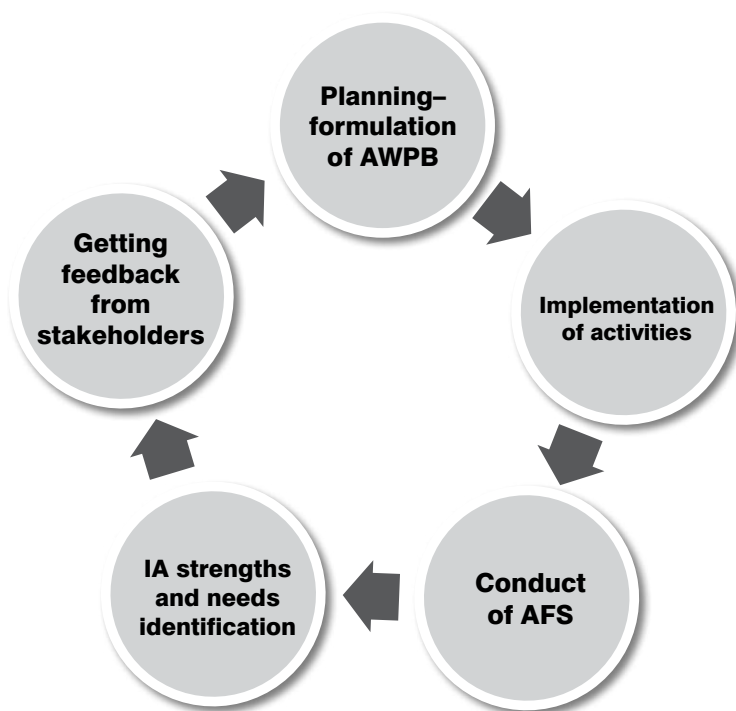 Planning–
formulation
of AWPB
Implementation
of activities
Conduct
of AFS
IA strengths
and needs
identification
Getting
feedback
from
stakeholders